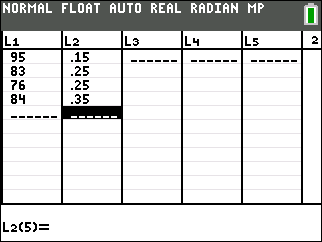 NORMAL FLOAT AUTO REAL RADIAN MP
L1 L2 L3 L4 L5 2
95 .15 ------ ------ ------
83 .25
76 .25
84 .35
------ ------
L2(5)=